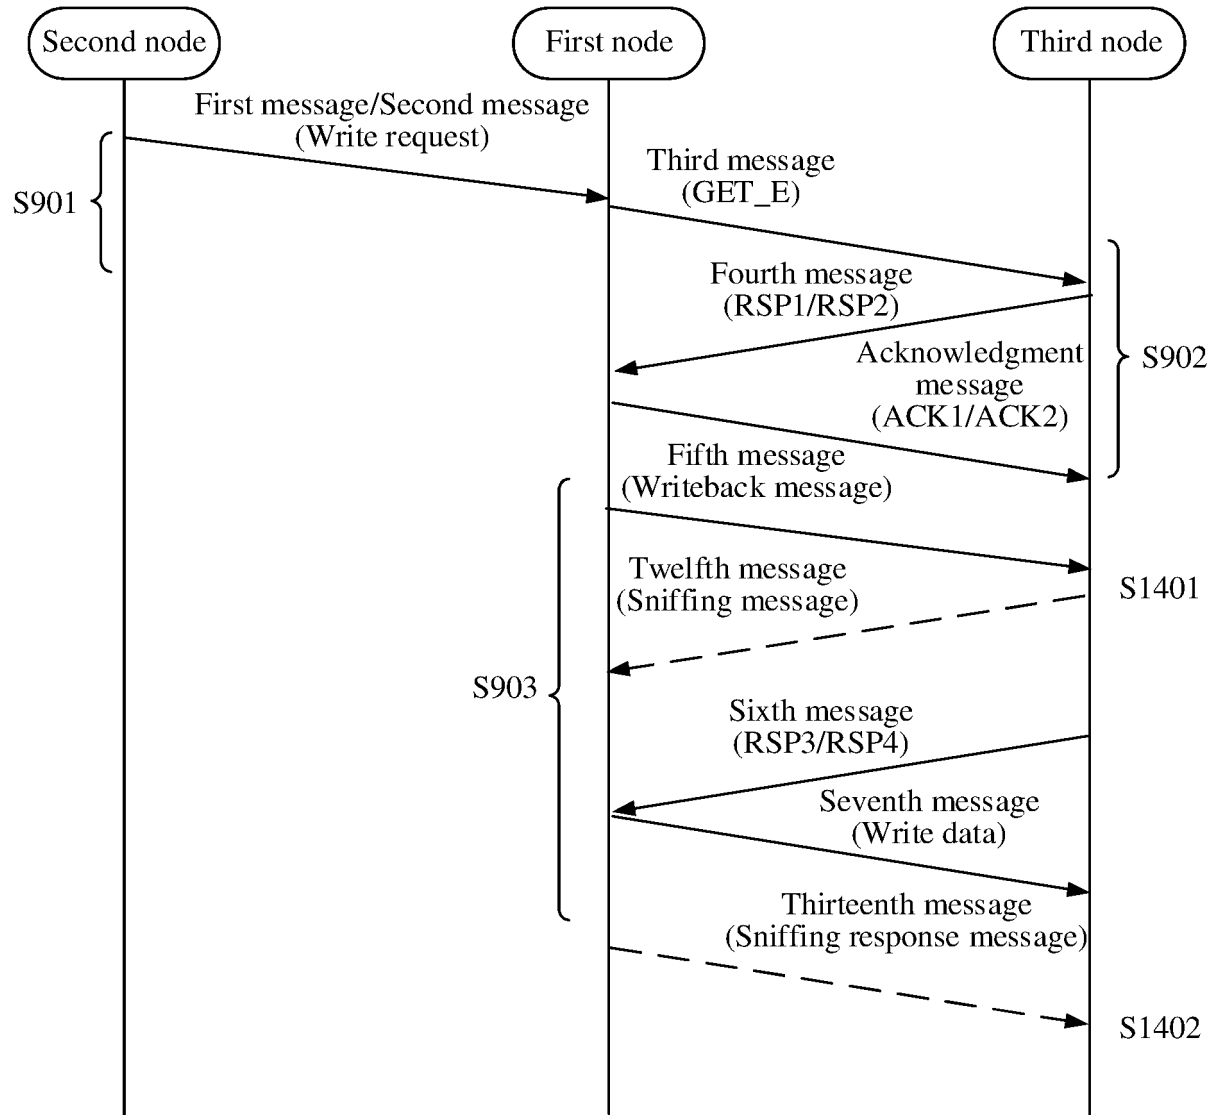 Second node
First node
Third node
First message/Second message
(Write request)
Third message
(GET_E)
S901
Fourth message
(RSP1/RSP2)
Acknowledgment
message
(ACK1/ACK2)
S902
Fifth message
(Writeback message)
Twelfth message
(Sniffing message)
S1401
S903
Sixth message
(RSP3/RSP4)
Seventh message
(Write data)
Thirteenth message
(Sniffing response message)
S1402